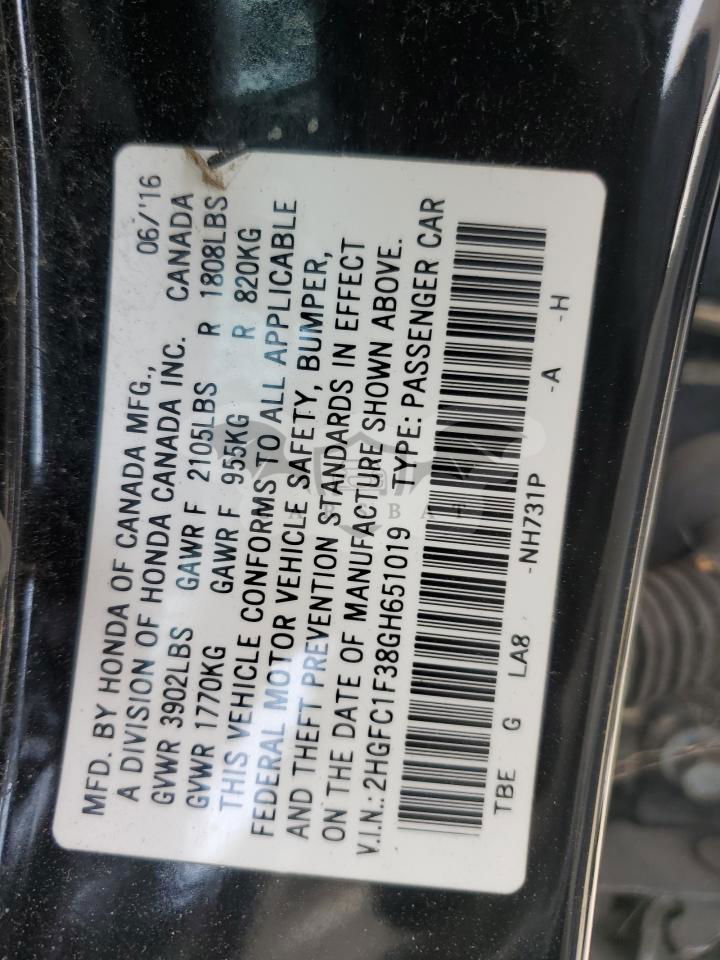 MFD. BY HONDA OF CANADA MFG., 06/'16
A DIVISION OF HONDA CANADA INC. CANADA
GVWR 3902LBS GAWR F 2105LBS R 1808LBS
GVWR 1770KG GAWR F 955KG R 820KG
THIS VEHICLE CONFORMS TO ALL APPLICABLE
FEDERAL MOTOR VEHICLE SAFETY, BUMPER,
AND THEFT PREVENTION STANDARDS IN EFFECT
ON THE DATE OF MANUFACTURE SHOWN ABOVE.
V.I.N.: 2HGFC1F38GH651019 TYPE: PASSENGER CAR
TBE G LA8 -NH731P -A -H